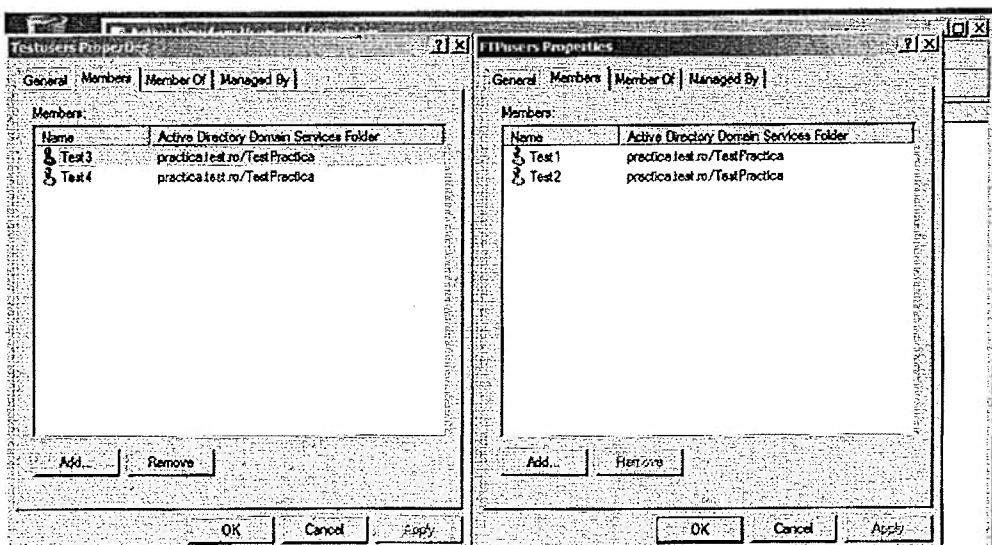 Testusers Properties
? X
General Members Member Of Managed By
Members:
Name Active Directory Domain Services Folder
Test3 practica.test.ro/TestPractica
Test4 practica.test.ro/TestPractica
Add... Remove
OK Cancel Apply
FTPusers Properties
? X
General Members Member Of Managed By
Members:
Name Active Directory Domain Services Folder
Test1 practica.test.ro/TestPractica
Test2 practica.test.ro/TestPractica
Add... Remove
OK Cancel Apply